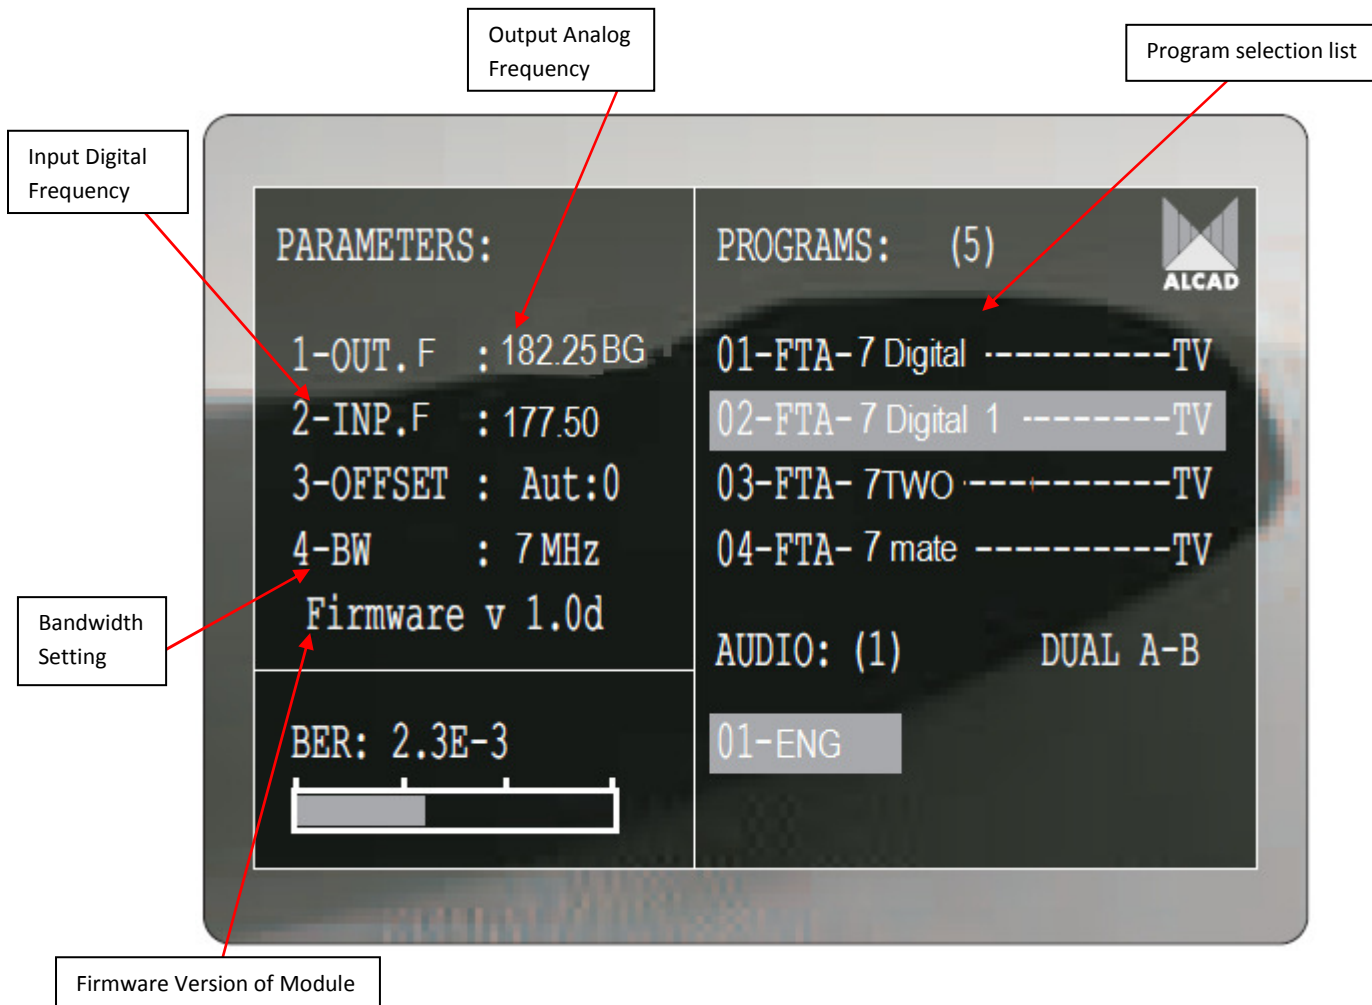 Output Analog
Frequency
Program selection list
Input Digital
Frequency
PARAMETERS:
1-OUT.F : 182.25 BG
2-INP.F : 177.50
3-OFFSET : Aut:0
4-BW : 7 MHz
Firmware v 1.0d
Bandwidth
Setting
BER: 2.3E-3
PROGRAMS: (5)
ALCAD
01-FTA- 7 Digital ----------TV
02-FTA- 7 Digital 1 --------TV
03-FTA- 7TWO -----------TV
04-FTA- 7 mate ----------TV
AUDIO: (1) DUAL A-B
01-ENG
Firmware Version of Module